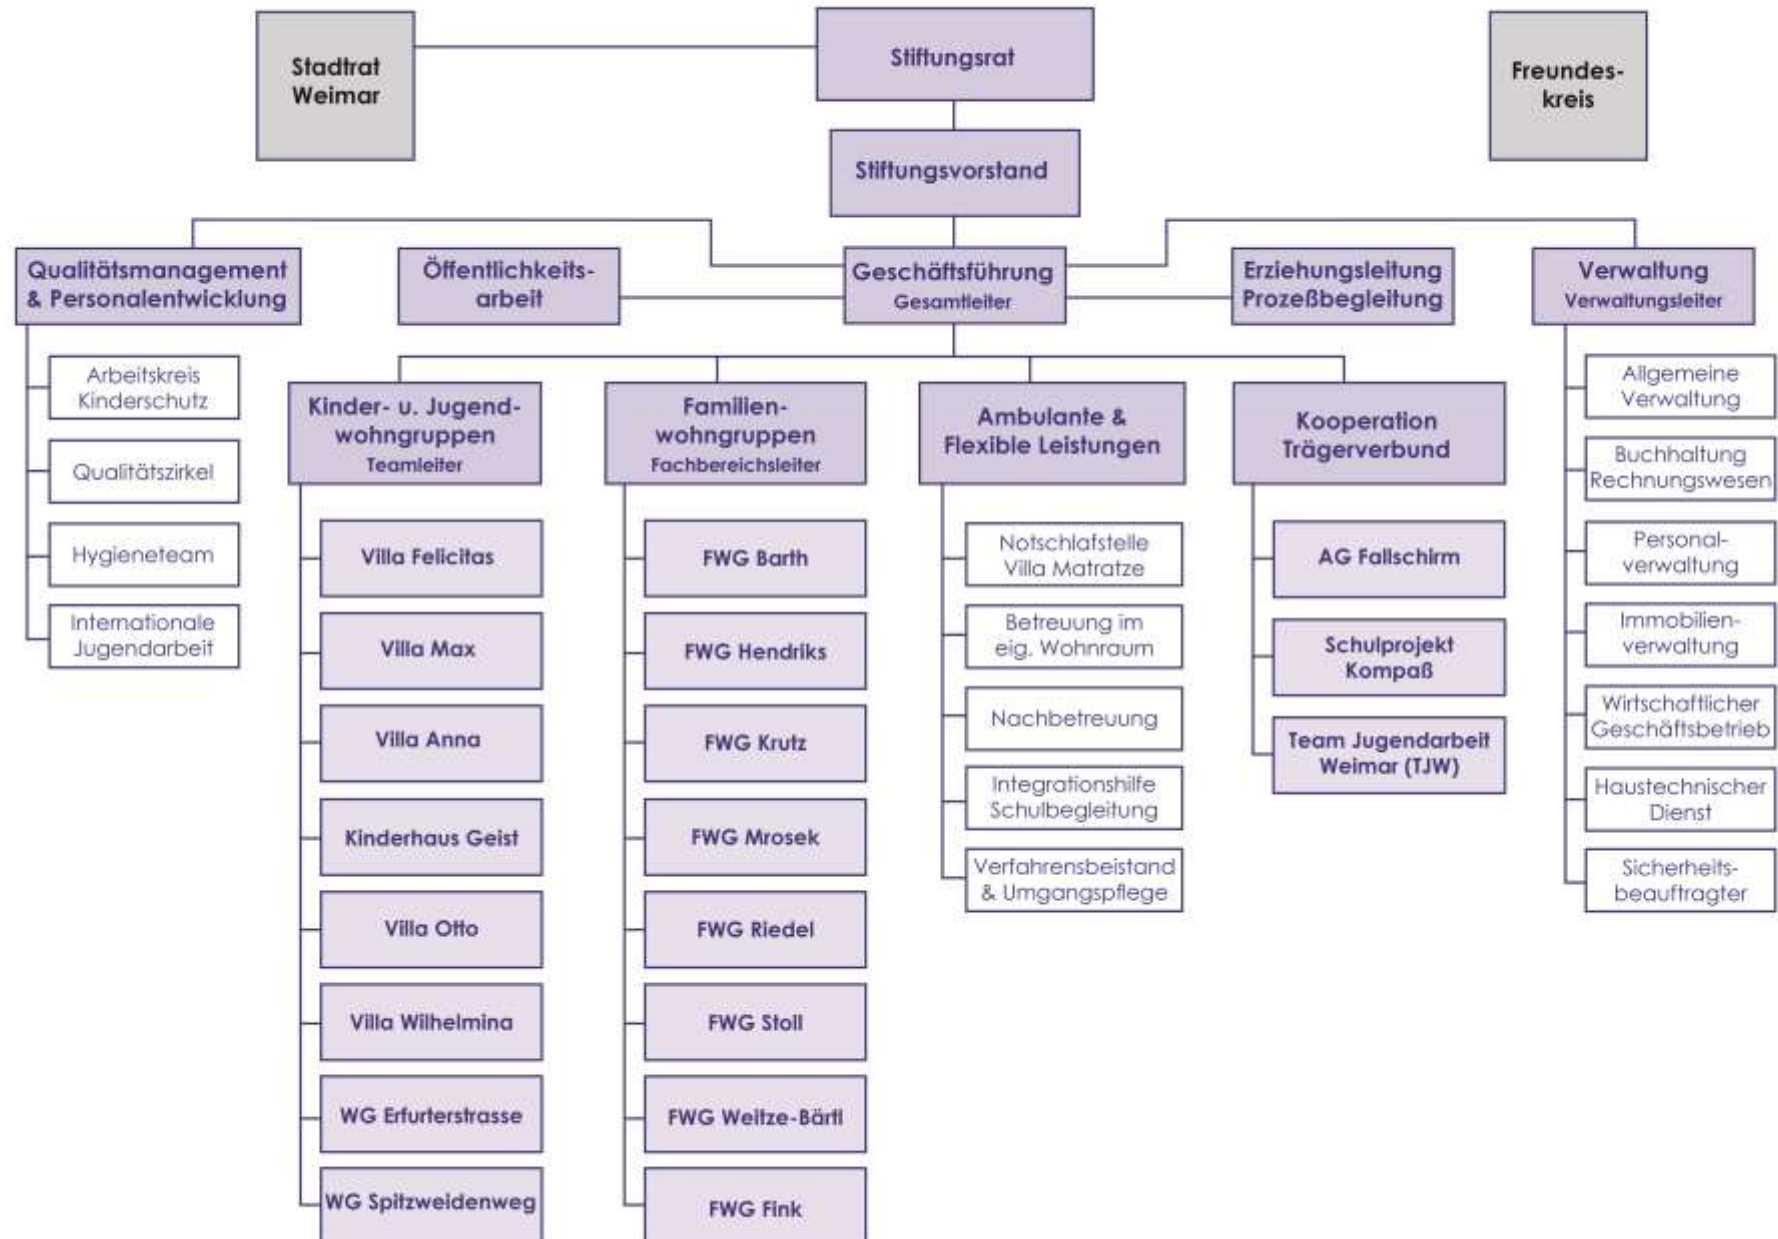 Stadtrat
Weimar
Stiftungsrat
Freundes-
kreis
Stiftungsvorstand
Qualitätsmanagement
& Personalentwicklung
Öffentlichkeits-
arbeit
Geschäftsführung
Gesamtleiter
Erziehungsleitung
Prozeßbegleitung
Verwaltung
Verwaltungsleiter
Arbeitskreis
Kinderschutz
Qualitätszirkel
Hygieneteam
Internationale
Jugendarbeit
Kinder- u. Jugend-
wohngruppen
Teamleiter
Villa Felicitas
Villa Max
Villa Anna
Kinderhaus Geist
Villa Otto
Villa Wilhelmina
WG Erfurterstrasse
WG Spitzweidenweg
Familien-
wohngruppen
Fachbereichsleiter
FWG Barth
FWG Hendriks
FWG Krutz
FWG Mrosek
FWG Riedel
FWG Stoll
FWG Weitze-Bärtl
FWG Fink
Ambulante &
Flexible Leistungen
Notschlafstelle
Villa Matratze
Betreuung im
eig. Wohnraum
Nachbetreuung
Integrationshilfe
Schulbegleitung
Verfahrensbeistand
& Umgangspflege
Kooperation
Trägerverbund
AG Fallschirm
Schulprojekt
Kompaß
Team Jugendarbeit
Weimar (TJW)
Allgemeine
Verwaltung
Buchhaltung
Rechnungswesen
Personal-
verwaltung
Immobilien-
verwaltung
Wirtschaftlicher
Geschäftsbetrieb
Haustechnischer
Dienst
Sicherheits-
beauftragter